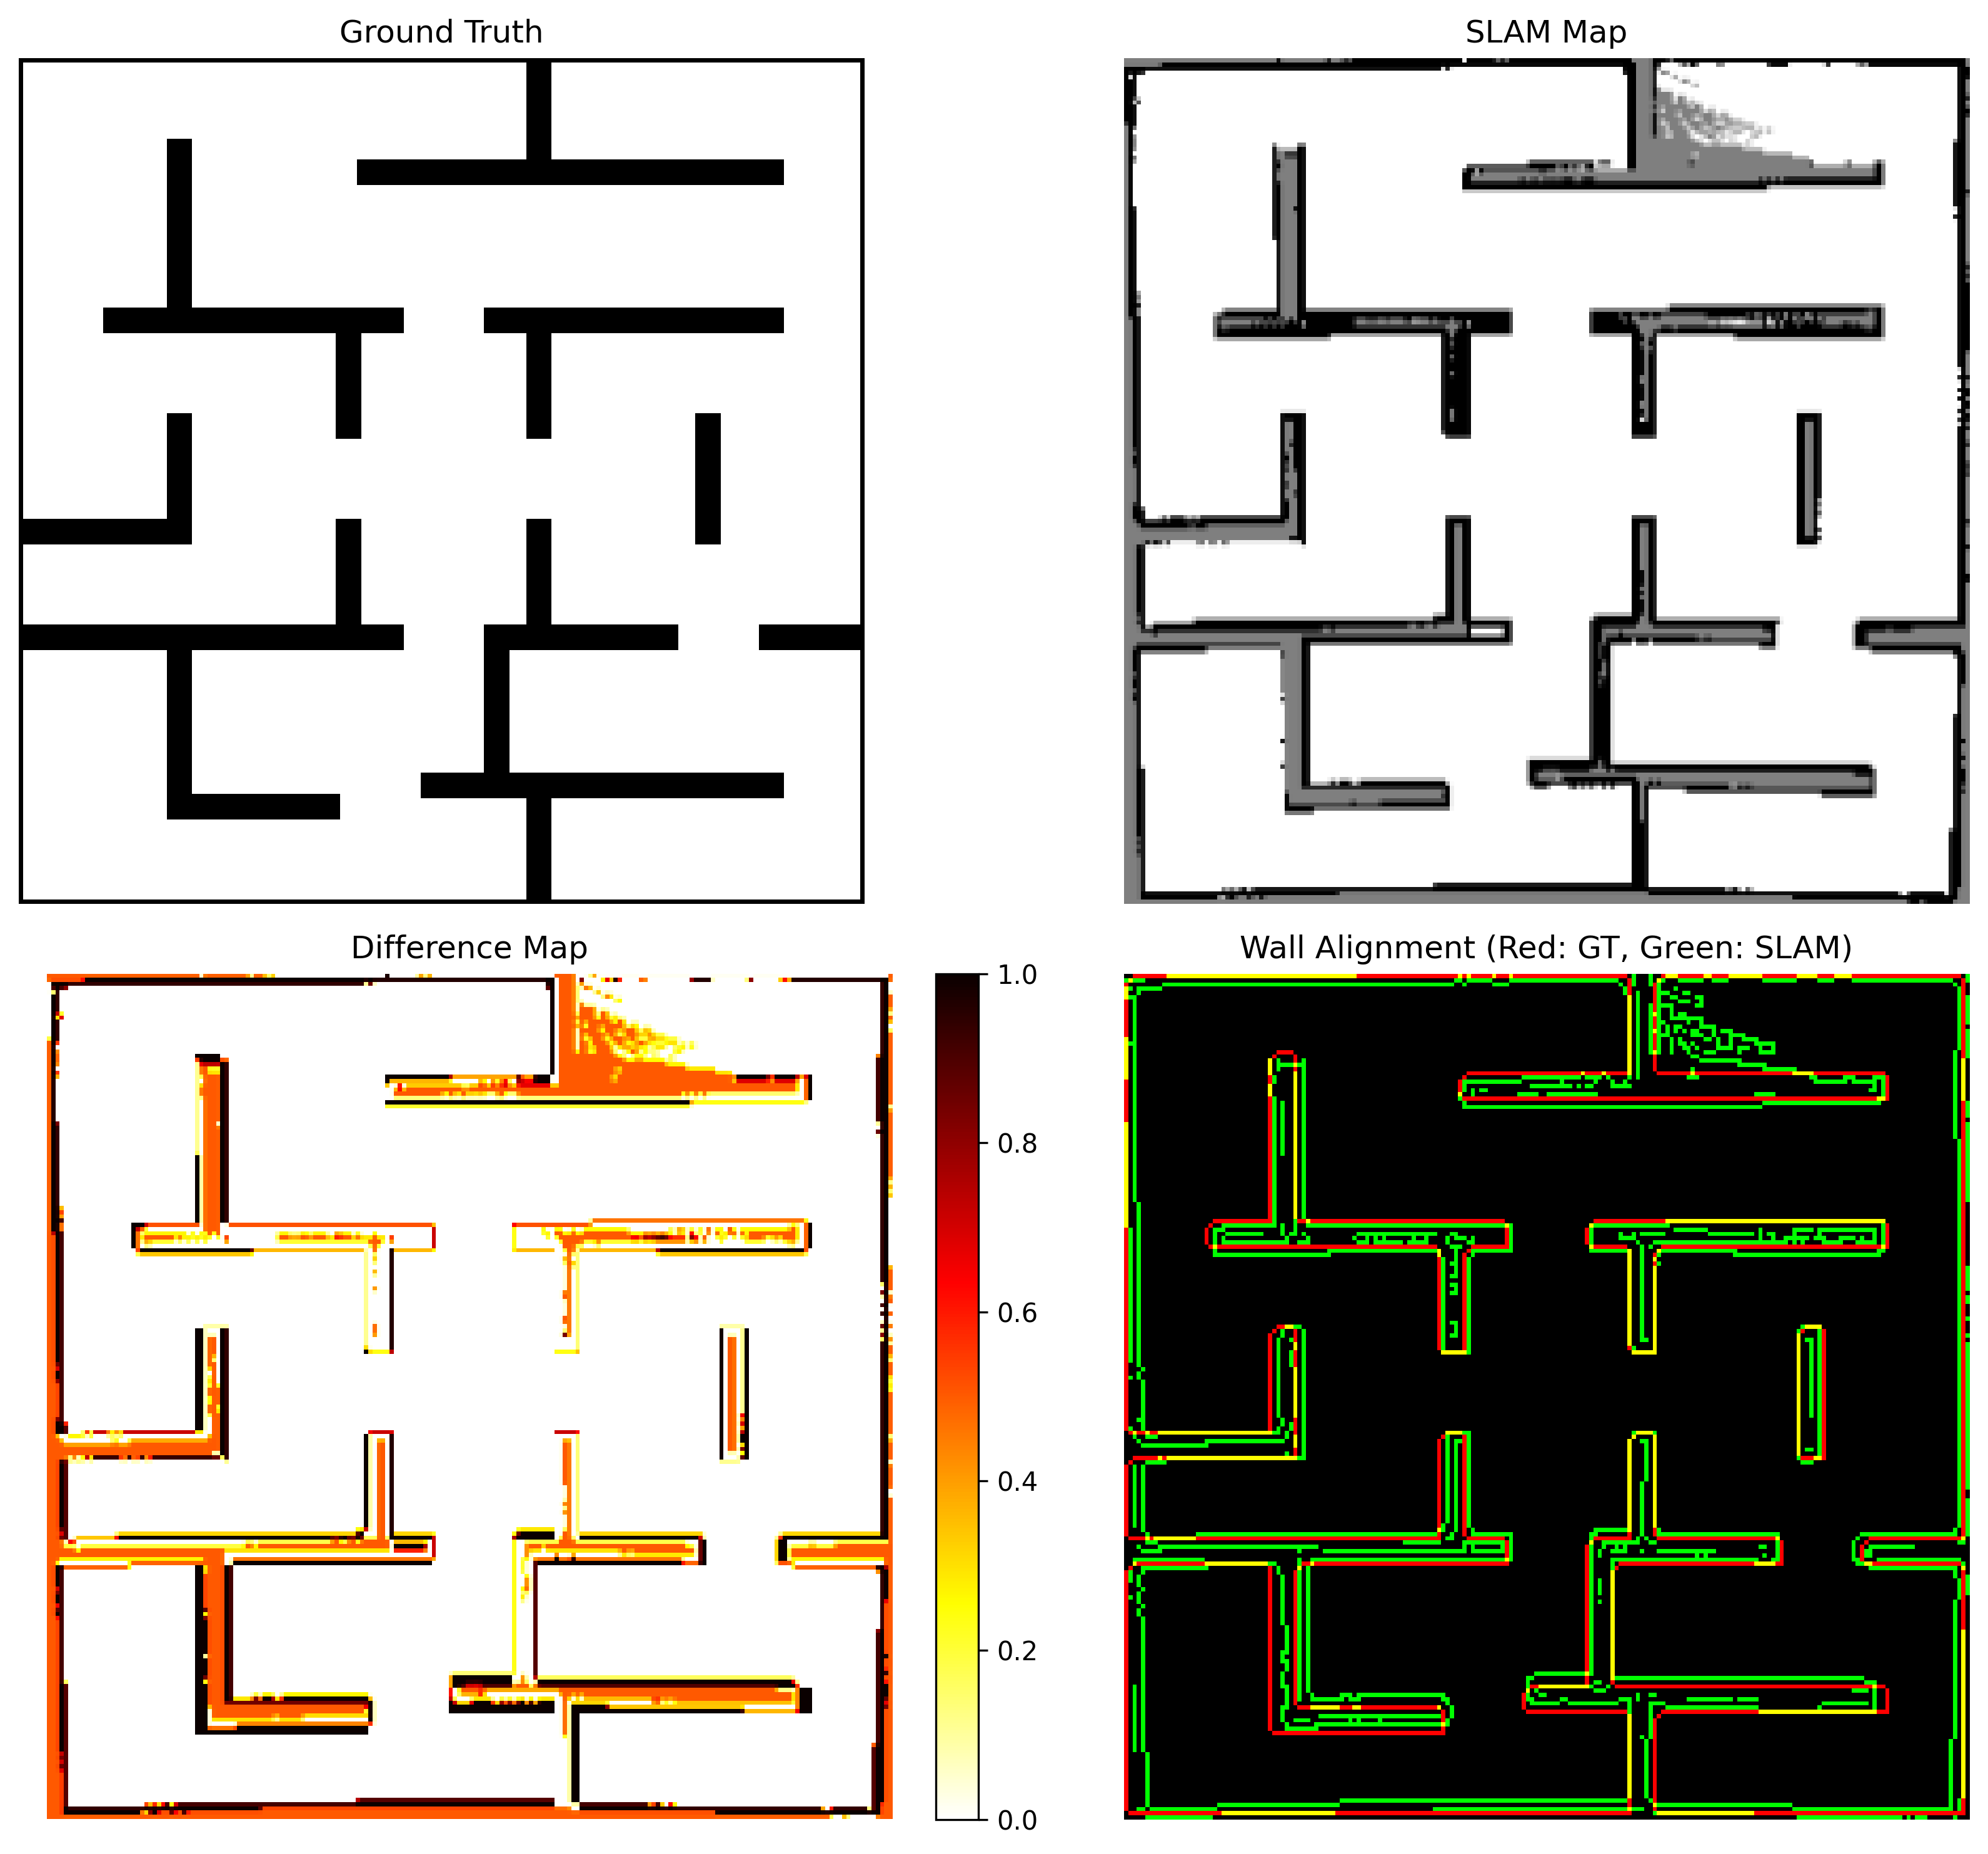 Ground Truth
SLAM Map
Difference Map
1.0
0.8
0.6
0.4
0.2
0.0
Wall Alignment (Red: GT, Green: SLAM)